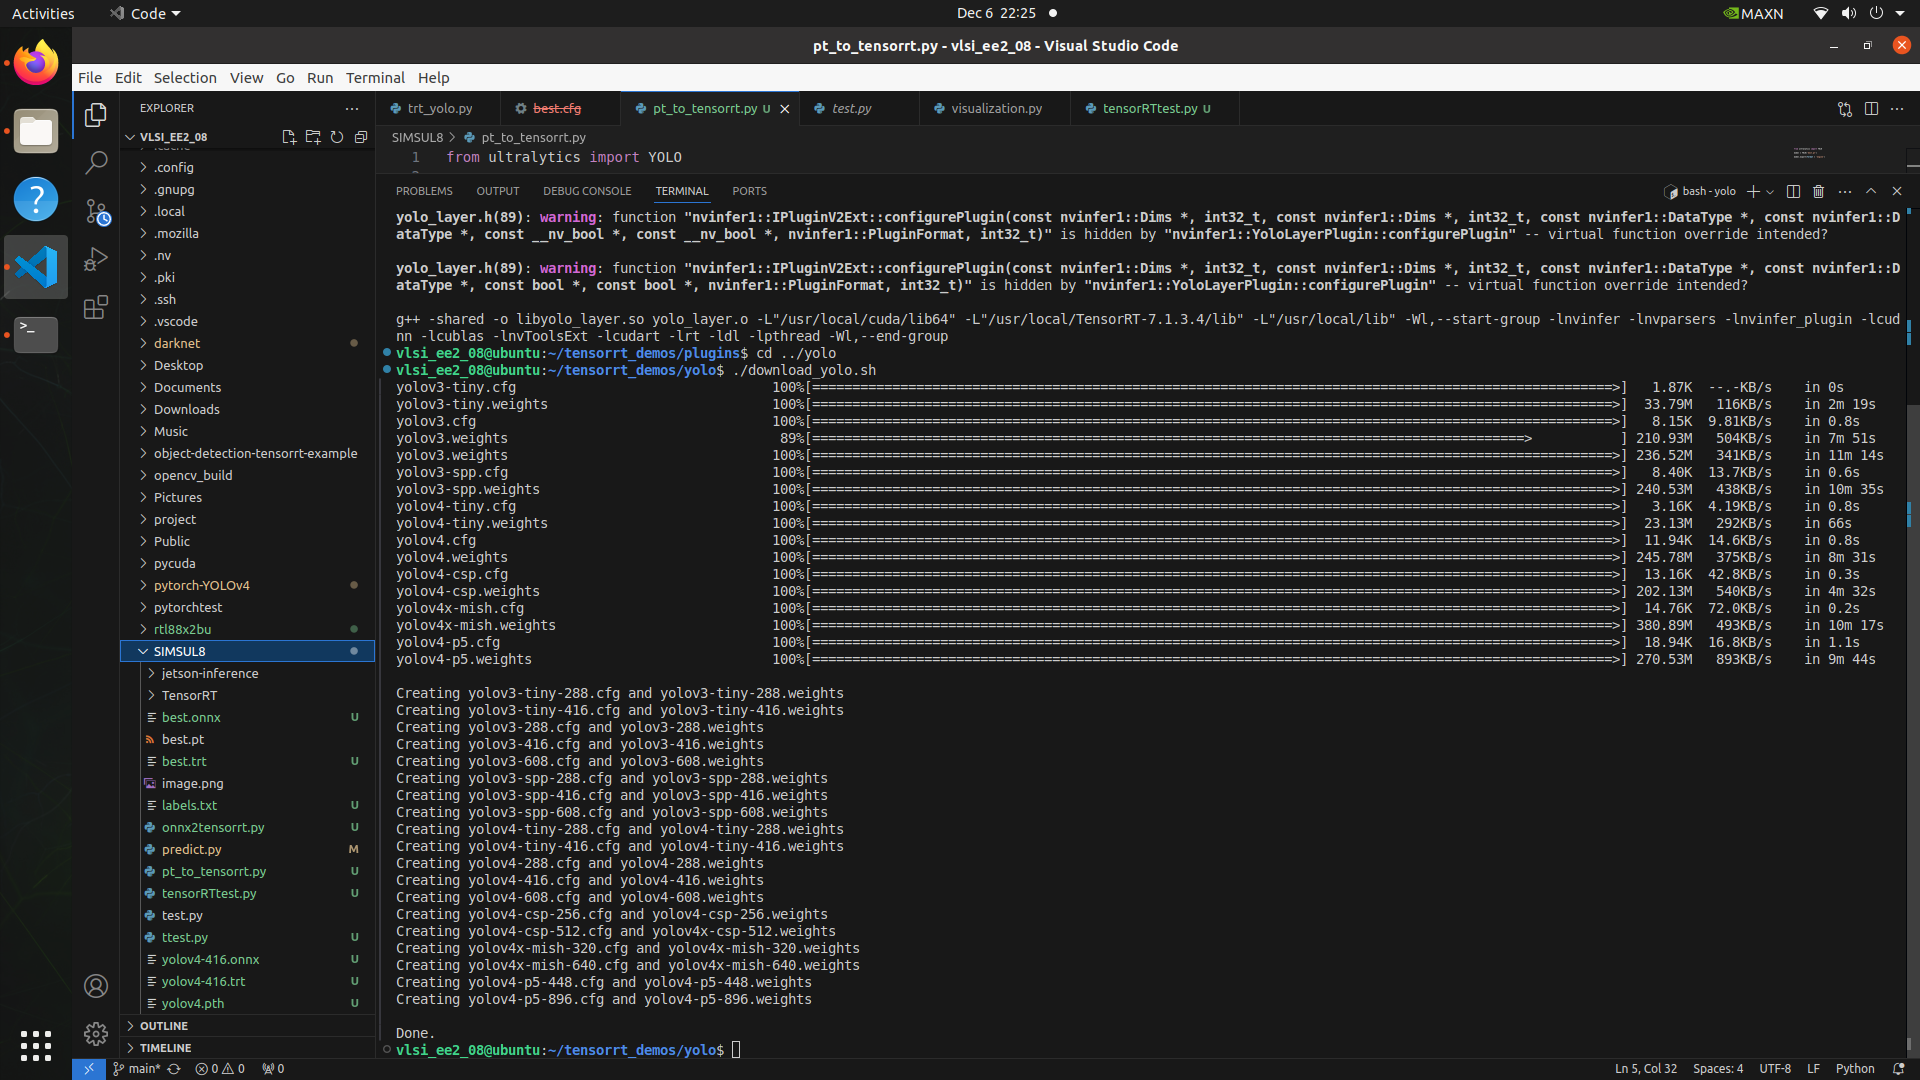 Activities
Code
Dec 6 22:25
MAXN
pt_to_tensorrt.py - vlsi_ee2_08 - Visual Studio Code
File Edit Selection View Go Run Terminal Help
EXPLORER
VLSI_EE2_08
.config
.gnupg
.local
.mozilla
.nv
.pki
.ssh
.vscode
darknet
Desktop
Documents
Downloads
Music
object-detection-tensorrt-example
opencv_build
Pictures
project
Public
pycuda
pytorch-YOLOv4
pytorchtest
rtl88x2bu
SIMSUL8
jetson-inference
TensorRT
best.onnx U
best.pt
best.trt U
image.png
labels.txt U
onnx2tensorrt.py U
predict.py M
pt_to_tensorrt.py U
tensorRTtest.py U
test.py
ttest.py U
yolov4-416.onnx U
yolov4-416.trt U
yolov4.pth U
OUTLINE
TIMELINE
trt_yolo.py best.cfg pt_to_tensorrt.py U test.py visualization.py tensorRTtest.py U
SIMSUL8 > pt_to_tensorrt.py
1 from ultralytics import YOLO
PROBLEMS OUTPUT DEBUG CONSOLE TERMINAL PORTS
bash - yolo
yolo_layer.h(89): warning: function "nvinfer1::IPluginV2Ext::configurePlugin(const nvinfer1::Dims *, int32_t, const nvinfer1::Dims *, int32_t, const nvinfer1::DataType *, const nvinfer1::D
ataType *, const __nv_bool *, const __nv_bool *, nvinfer1::PluginFormat, int32_t)" is hidden by "nvinfer1::YoloLayerPlugin::configurePlugin" -- virtual function override intended?
yolo_layer.h(89): warning: function "nvinfer1::IPluginV2Ext::configurePlugin(const nvinfer1::Dims *, int32_t, const nvinfer1::Dims *, int32_t, const nvinfer1::DataType *, const nvinfer1::D
ataType *, const bool *, const bool *, nvinfer1::PluginFormat, int32_t)" is hidden by "nvinfer1::YoloLayerPlugin::configurePlugin" -- virtual function override intended?
g++ -shared -o libyolo_layer.so yolo_layer.o -L"/usr/local/cuda/lib64" -L"/usr/local/TensorRT-7.1.3.4/lib" -L"/usr/local/lib" -Wl,--start-group -lnvinfer -lnvparsers -lnvinfer_plugin -lcud
nn -lcublas -lnvToolsExt -lcudart -lrt -ldl -lpthread -Wl,--end-group
vlsi_ee2_08@ubuntu:~/tensorrt_demos/plugins$ cd ../yolo
vlsi_ee2_08@ubuntu:~/tensorrt_demos/yolo$ ./download_yolo.sh
yolov3-tiny.cfg 100%[===================>] 1.87K --.-KB/s in 0s
yolov3-tiny.weights 100%[===================>] 33.79M 116KB/s in 2m 19s
yolov3.cfg 100%[===================>] 8.15K 9.81KB/s in 0.8s
yolov3.weights 89%[================> ] 210.93M 504KB/s in 7m 51s
yolov3.weights 100%[===================>] 236.52M 341KB/s in 11m 14s
yolov3-spp.cfg 100%[===================>] 8.40K 13.7KB/s in 0.6s
yolov3-spp.weights 100%[===================>] 240.53M 438KB/s in 10m 35s
yolov4-tiny.cfg 100%[===================>] 3.16K 4.19KB/s in 0.8s
yolov4-tiny.weights 100%[===================>] 23.13M 292KB/s in 66s
yolov4.cfg 100%[===================>] 11.94K 14.6KB/s in 0.8s
yolov4.weights 100%[===================>] 245.78M 375KB/s in 8m 31s
yolov4-csp.cfg 100%[===================>] 13.16K 42.8KB/s in 0.3s
yolov4-csp.weights 100%[===================>] 202.13M 540KB/s in 4m 32s
yolov4x-mish.cfg 100%[===================>] 14.76K 72.0KB/s in 0.2s
yolov4x-mish.weights 100%[===================>] 380.89M 493KB/s in 10m 17s
yolov4-p5.cfg 100%[===================>] 18.94K 16.8KB/s in 1.1s
yolov4-p5.weights 100%[===================>] 270.53M 893KB/s in 9m 44s
Creating yolov3-tiny-288.cfg and yolov3-tiny-288.weights
Creating yolov3-tiny-416.cfg and yolov3-tiny-416.weights
Creating yolov3-288.cfg and yolov3-288.weights
Creating yolov3-416.cfg and yolov3-416.weights
Creating yolov3-608.cfg and yolov3-608.weights
Creating yolov3-spp-288.cfg and yolov3-spp-288.weights
Creating yolov3-spp-416.cfg and yolov3-spp-416.weights
Creating yolov3-spp-608.cfg and yolov3-spp-608.weights
Creating yolov4-tiny-288.cfg and yolov4-tiny-288.weights
Creating yolov4-tiny-416.cfg and yolov4-tiny-416.weights
Creating yolov4-288.cfg and yolov4-288.weights
Creating yolov4-416.cfg and yolov4-416.weights
Creating yolov4-608.cfg and yolov4-608.weights
Creating yolov4-csp-256.cfg and yolov4-csp-256.weights
Creating yolov4-csp-512.cfg and yolov4x-csp-512.weights
Creating yolov4x-mish-320.cfg and yolov4x-mish-320.weights
Creating yolov4x-mish-640.cfg and yolov4x-mish-640.weights
Creating yolov4-p5-448.cfg and yolov4-p5-448.weights
Creating yolov4-p5-896.cfg and yolov4-p5-896.weights
Done.
vlsi_ee2_08@ubuntu:~/tensorrt_demos/yolo$
main* 0 0 0
Ln 5, Col 32 Spaces: 4 UTF-8 LF Python